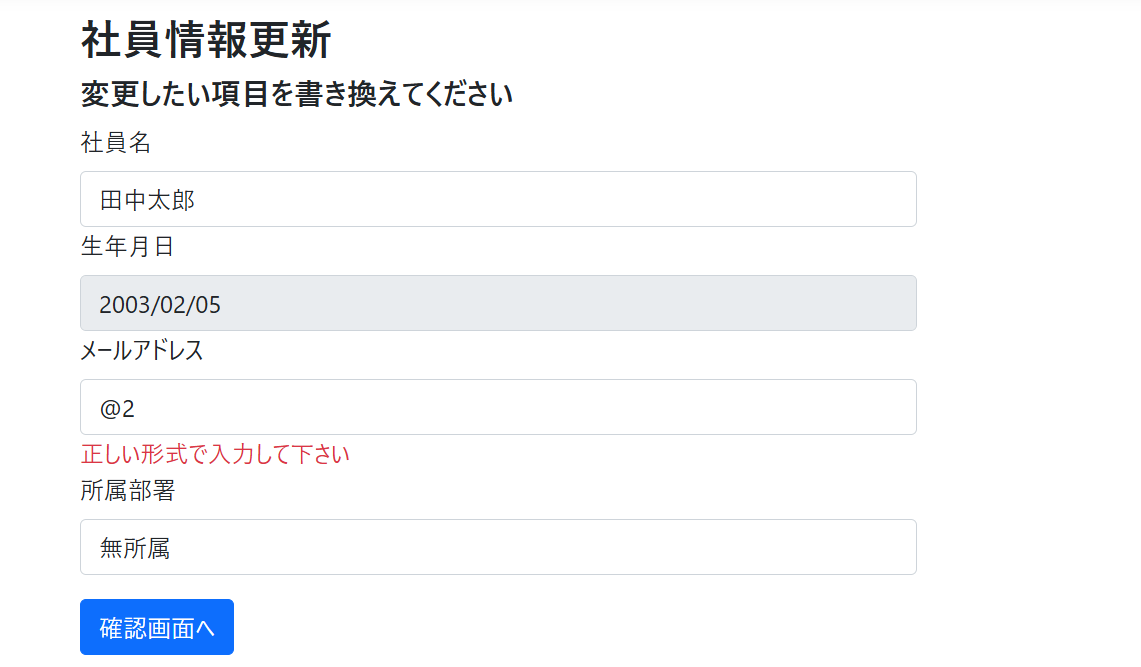 社員情報更新
変更したい項目を書き換えてください
社員名
田中太郎
生年月日
2003/02/05
メールアドレス
@2
正しい形式で入力して下さい
所属部署
無所属
確認画面へ